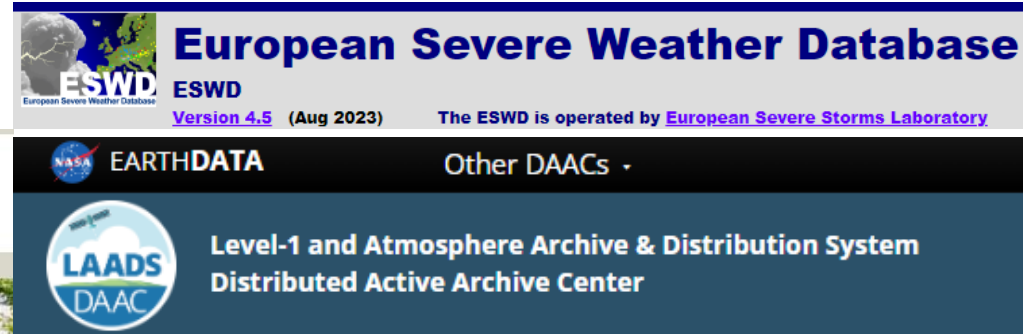 European Severe Weather Database
ESWD
ESWD
European Severe Weather Database
Version 4.5 (Aug 2023) The ESWD is operated by European Severe Storms Laboratory
NASA EARTHDATA Other DAACs
LAADS
DAAC
Level-1 and Atmosphere Archive & Distribution System
Distributed Active Archive Center